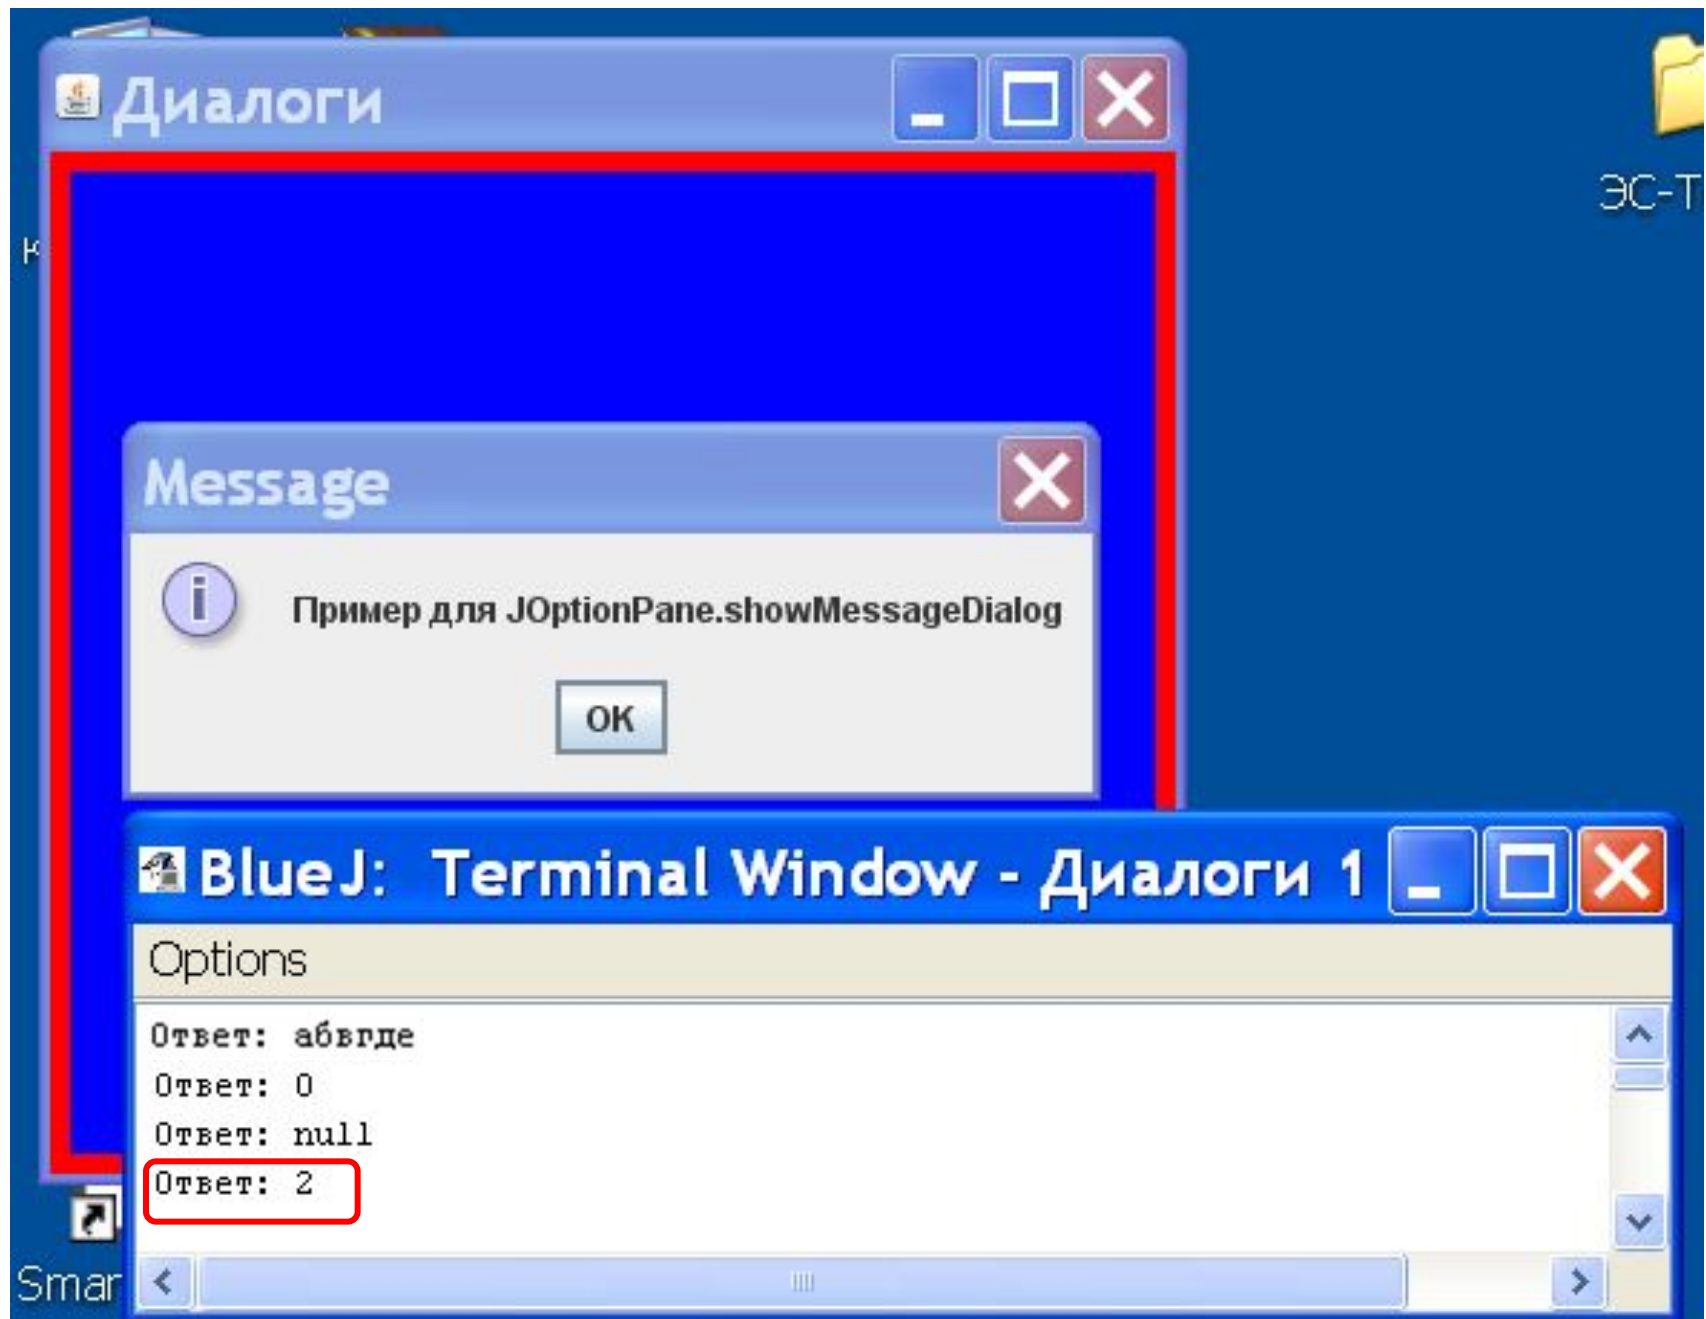 Диалоги
ЭС-Т
Message
Пример для JOptionPane.showMessageDialog
OK
BlueJ: Terminal Window - Диалоги 1
Options
Ответ: абвгде
Ответ: 0
Ответ: null
Ответ: 2
Smar